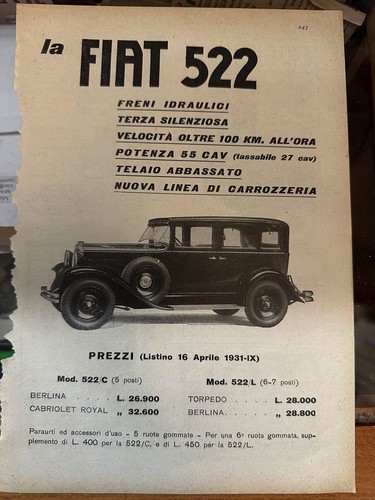 243
la FIAT 522
FRENI IDRAULICI
TERZA SILENZIOSA
VELOCITÀ OLTRE 100 KM. ALL'ORA
POTENZA 55 CAV (tassabile 27 cav)
TELAIO ABBASSATO
NUOVA LINEA DI CARROZZERIA
PREZZI (Listino 16 Aprile 1931-IX)
Mod. 522/C (5 posti)
BERLINA . . . . L. 26.900
CABRIOLET ROYAL „ 32.600
Mod. 522/L (6-7 posti)
TORPEDO . . . . L. 28.000
BERLINA . . . . . „ 28.800
Paraurti ed accessori d'uso - 5 ruote gommate - Per una 6ª ruota gommata, sup-
plemento di L. 400 per la 522/C, e di L. 450 per la 522/L.